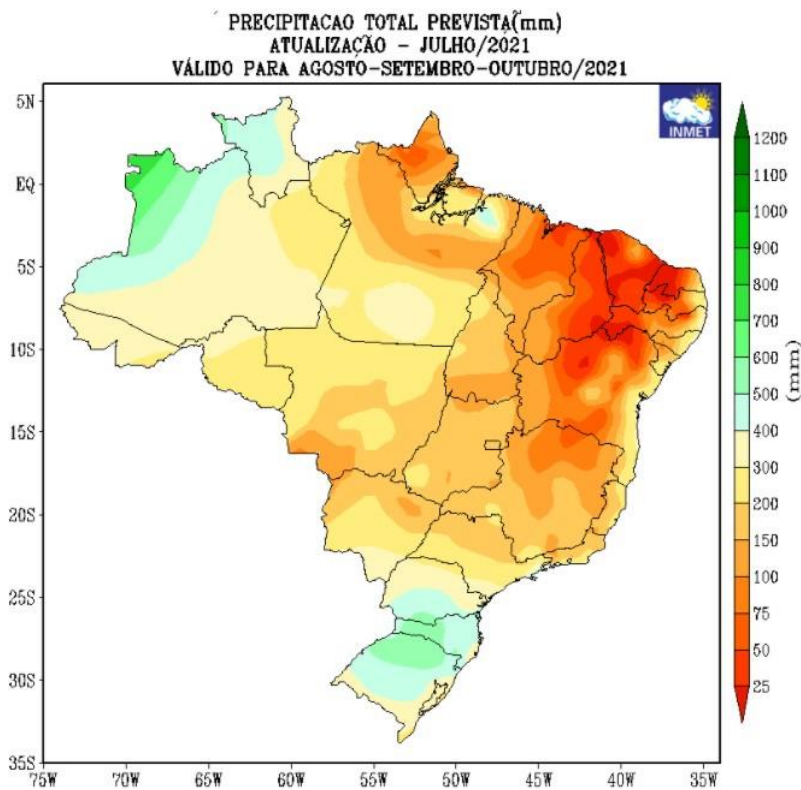 PRECIPITACAO TOTAL PREVISTA(mm)
ATUALIZAÇÃO - JULHO/2021
VÁLIDO PARA AGOSTO-SETEMBRO-OUTUBRO/2021
INMET
5N
EQ
5S
10S
15S
20S
25S
30S
35S
75W
70W
65W
60W
55W
50W
45W
40W
35W
1200
1100
1000
900
800
700
600
500
400
300
200
150
100
75
50
25
(mm)